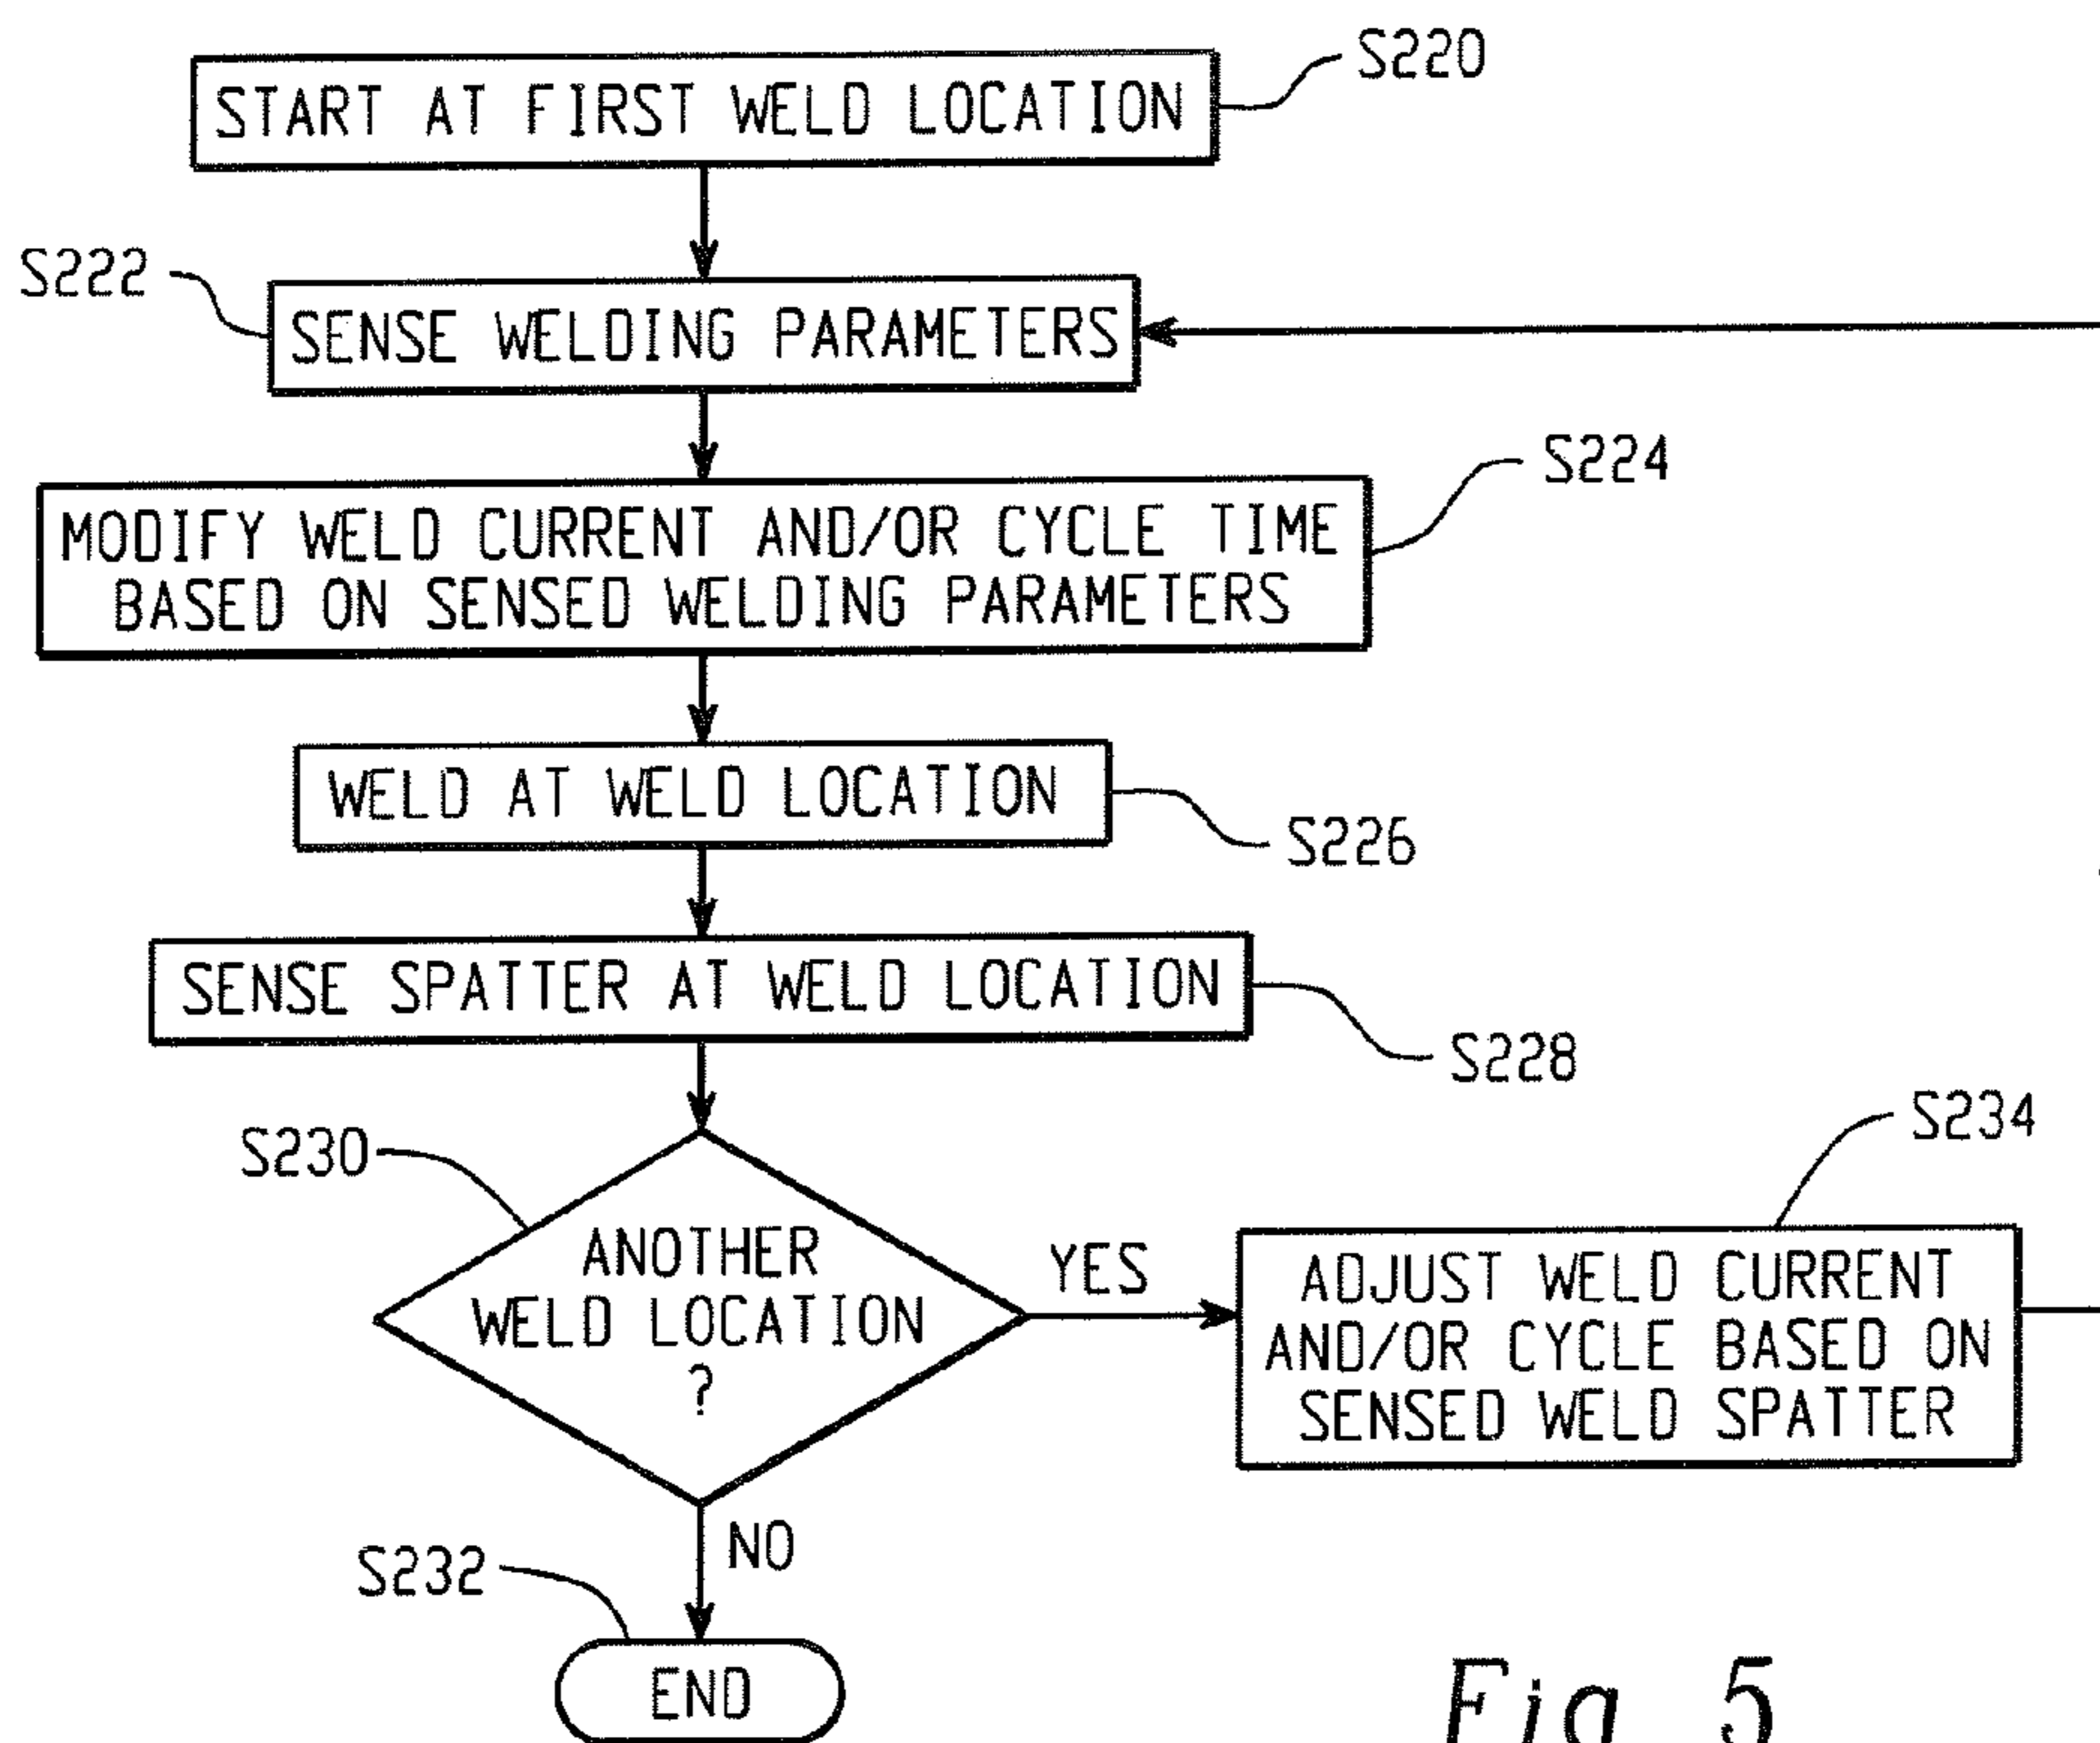 S220
START AT FIRST WELD LOCATION
S222
SENSE WELDING PARAMETERS
S224
MODIFY WELD CURRENT AND/OR CYCLE TIME
BASED ON SENSED WELDING PARAMETERS
WELD AT WELD LOCATION
S226
SENSE SPATTER AT WELD LOCATION
S228
S230
ANOTHER
WELD LOCATION
?
YES
S234
ADJUST WELD CURRENT
AND/OR CYCLE BASED ON
SENSED WELD SPATTER
NO
S232
END
Fig 5